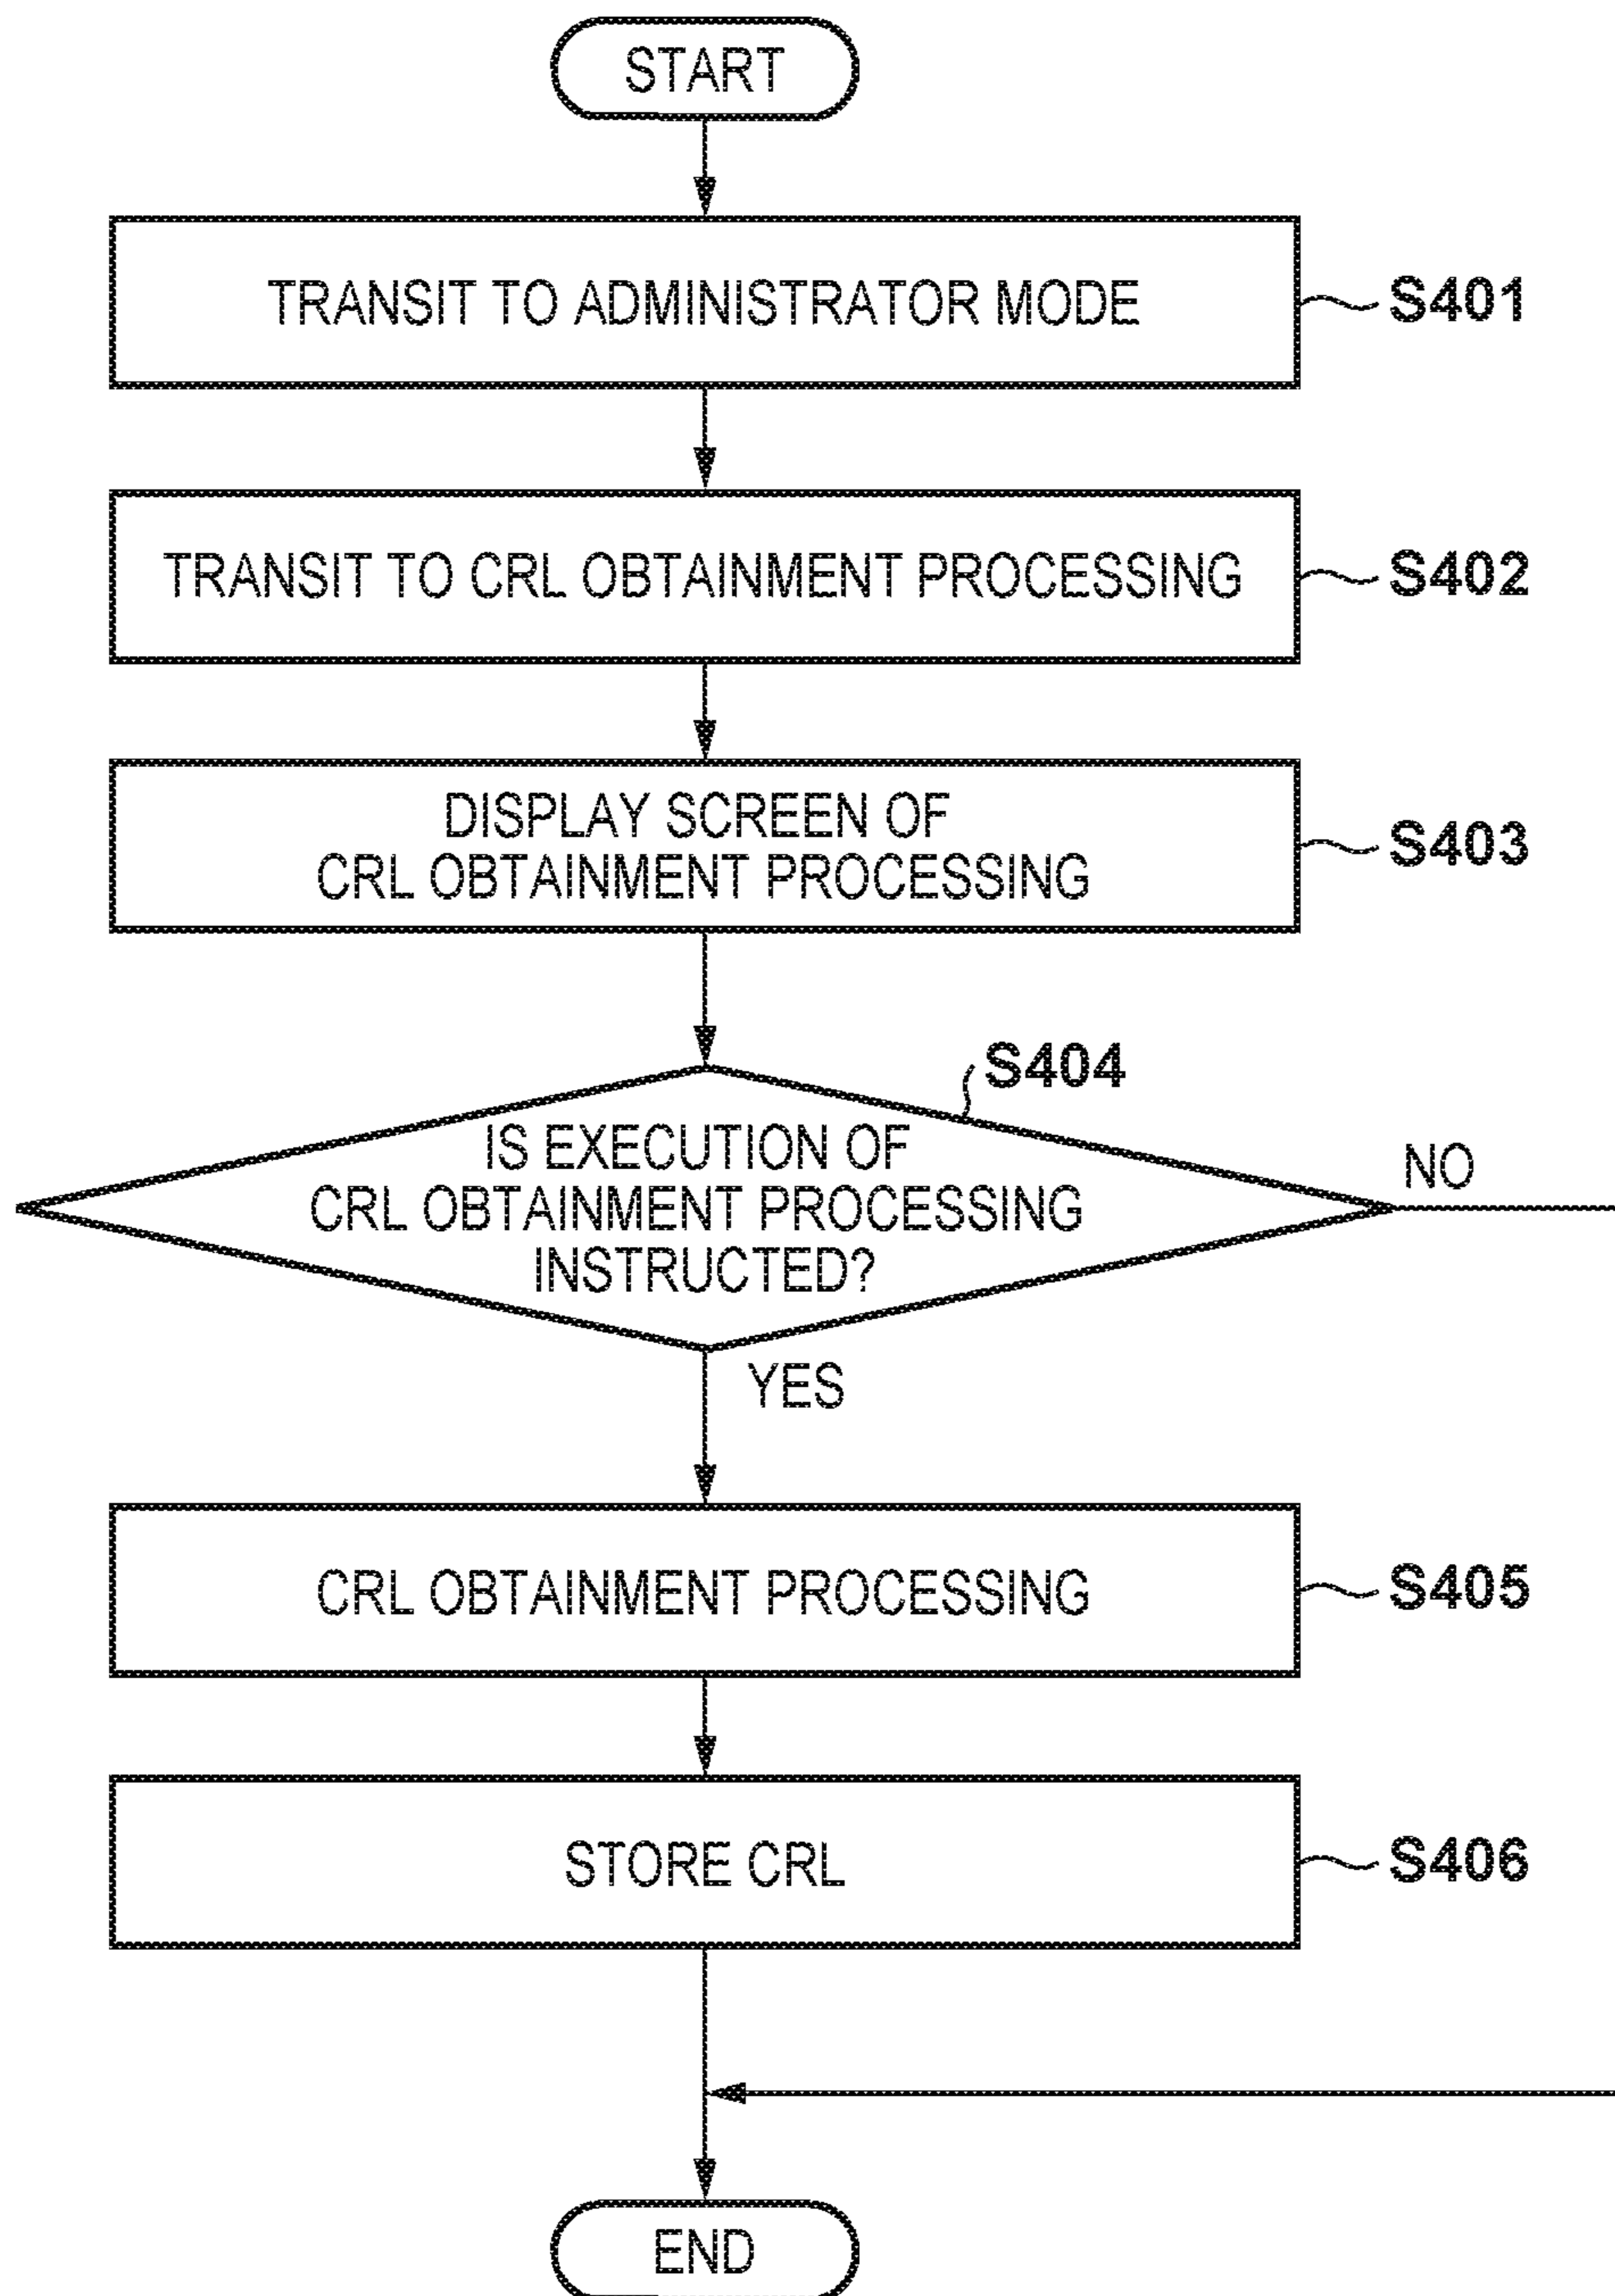 START
TRANSIT TO ADMINISTRATOR MODE
S401
TRANSIT TO CRL OBTAINMENT PROCESSING
S402
DISPLAY SCREEN OF
CRL OBTAINMENT PROCESSING
S403
S404
IS EXECUTION OF
CRL OBTAINMENT PROCESSING
INSTRUCTED?
NO
YES
CRL OBTAINMENT PROCESSING
S405
STORE CRL
S406
END